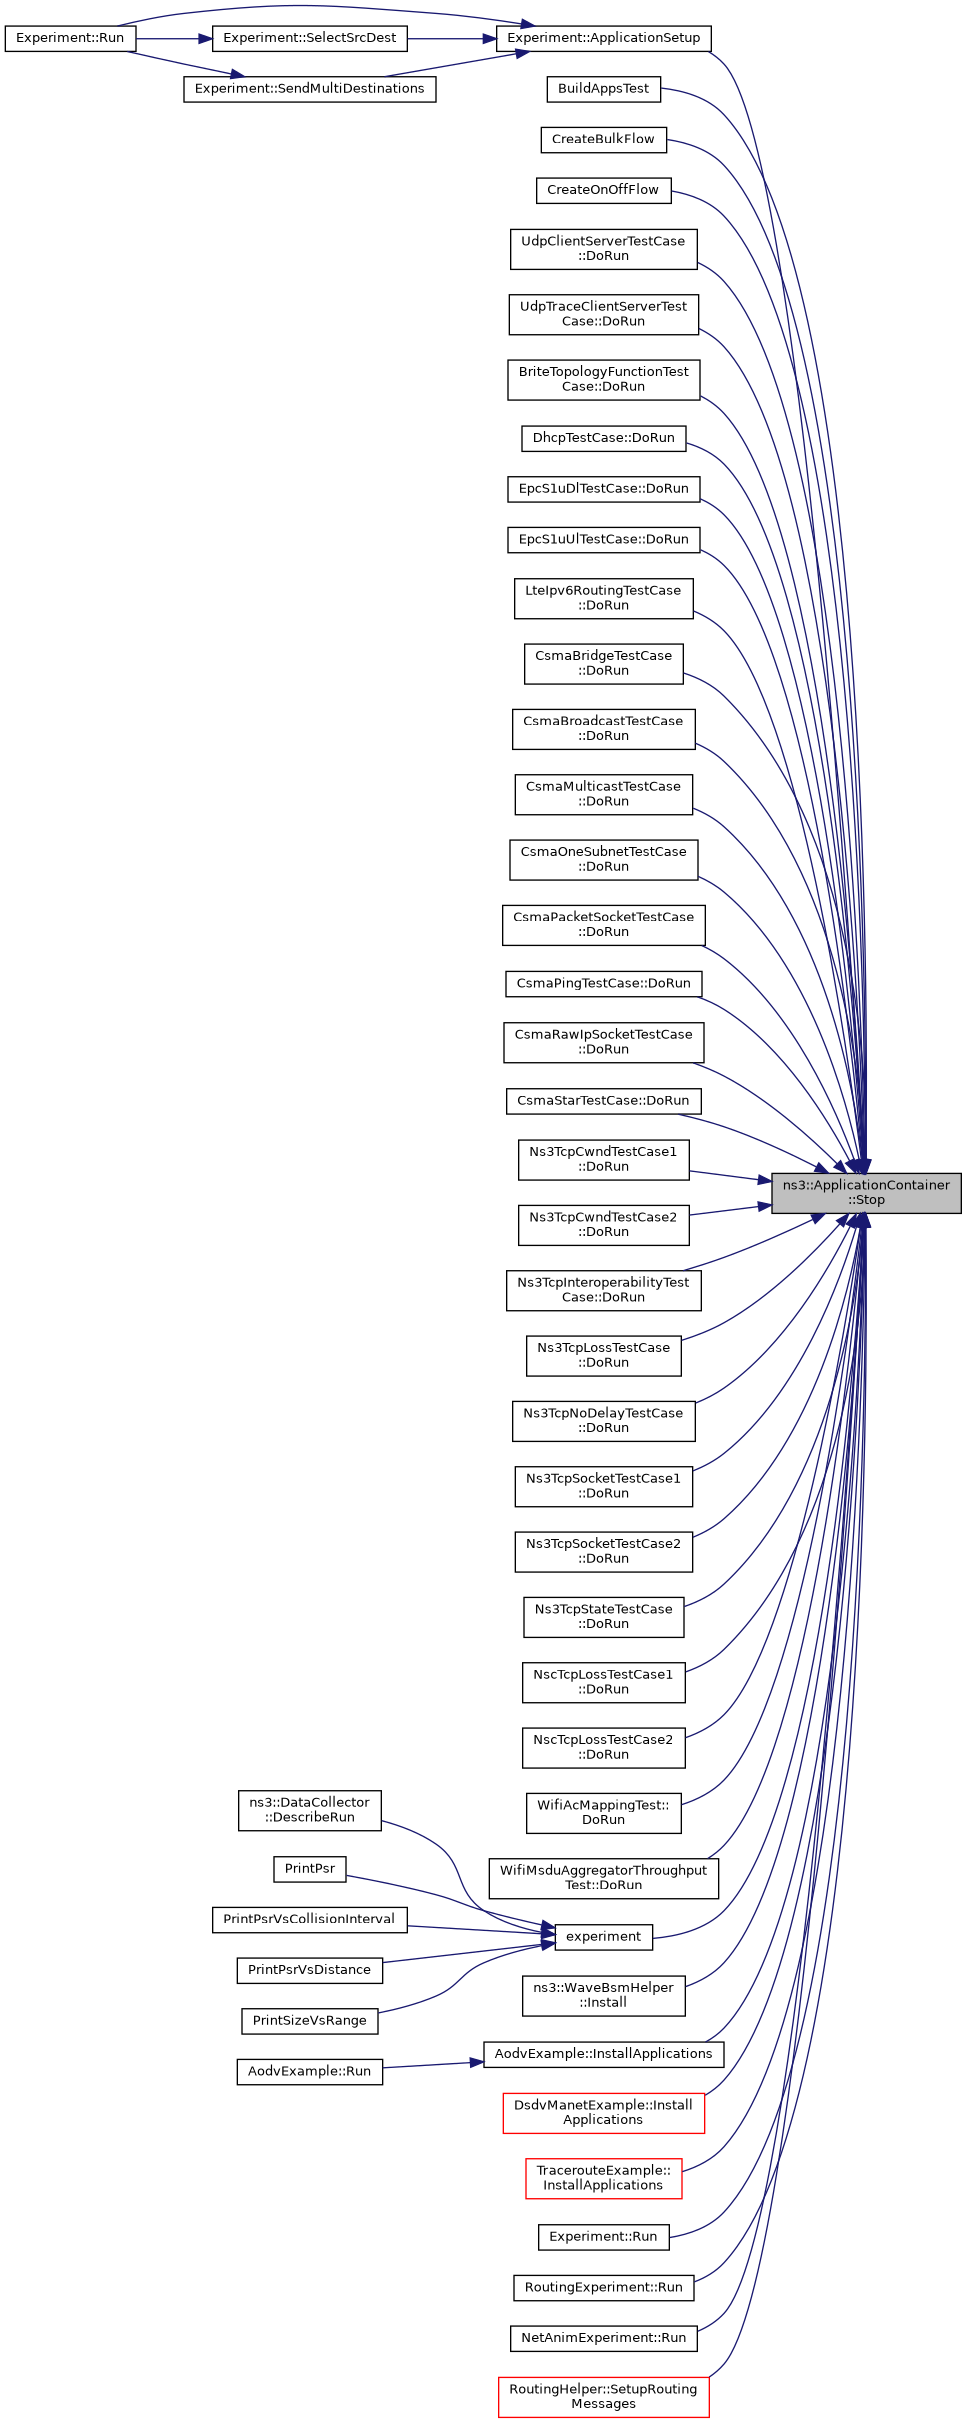 Experiment::Run
Experiment::SelectSrcDest
Experiment::ApplicationSetup
Experiment::SendMultiDestinations
BuildAppsTest
CreateBulkFlow
CreateOnOffFlow
UdpClientServerTestCase
::DoRun
UdpTraceClientServerTest
Case::DoRun
BriteTopologyFunctionTest
Case::DoRun
DhcpTestCase::DoRun
EpcS1uDlTestCase::DoRun
EpcS1uUlTestCase::DoRun
LteIpv6RoutingTestCase
::DoRun
CsmaBridgeTestCase
::DoRun
CsmaBroadcastTestCase
::DoRun
CsmaMulticastTestCase
::DoRun
CsmaOneSubnetTestCase
::DoRun
CsmaPacketSocketTestCase
::DoRun
CsmaPingTestCase::DoRun
CsmaRawIpSocketTestCase
::DoRun
CsmaStarTestCase::DoRun
Ns3TcpCwndTestCase1
::DoRun
ns3::ApplicationContainer
::Stop
Ns3TcpCwndTestCase2
::DoRun
Ns3TcpInteroperabilityTest
Case::DoRun
Ns3TcpLossTestCase
::DoRun
Ns3TcpNoDelayTestCase
::DoRun
Ns3TcpSocketTestCase1
::DoRun
Ns3TcpSocketTestCase2
::DoRun
Ns3TcpStateTestCase
::DoRun
NscTcpLossTestCase1
::DoRun
NscTcpLossTestCase2
::DoRun
WifiAcMappingTest::
DoRun
WifiMsduAggregatorThroughput
Test::DoRun
ns3::DataCollector
::DescribeRun
PrintPsr
PrintPsrVsCollisionInterval
PrintPsrVsDistance
PrintSizeVsRange
experiment
ns3::WaveBsmHelper
::Install
AodvExample::Run
AodvExample::InstallApplications
DsdvManetExample::Install
Applications
TracerouteExample::
InstallApplications
Experiment::Run
RoutingExperiment::Run
NetAnimExperiment::Run
RoutingHelper::SetupRouting
Messages